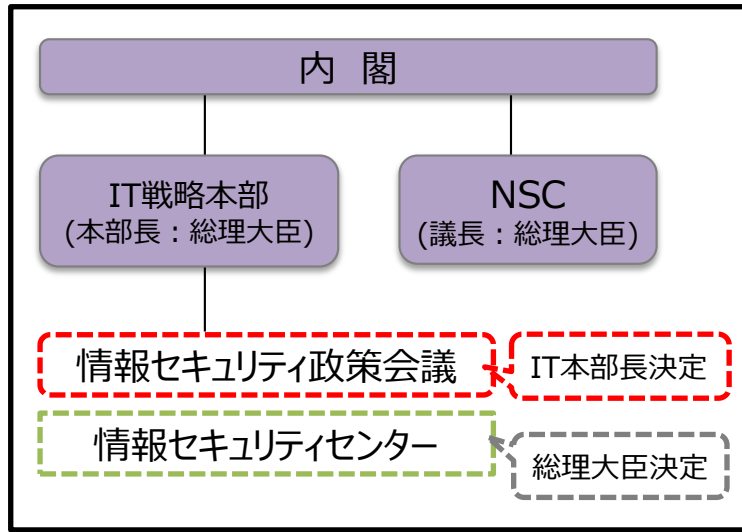 内 閣
IT戦略本部
(本部長：総理大臣)
NSC
(議長：総理大臣)
情報セキュリティ政策会議
IT本部長決定
情報セキュリティセンター
総理大臣決定